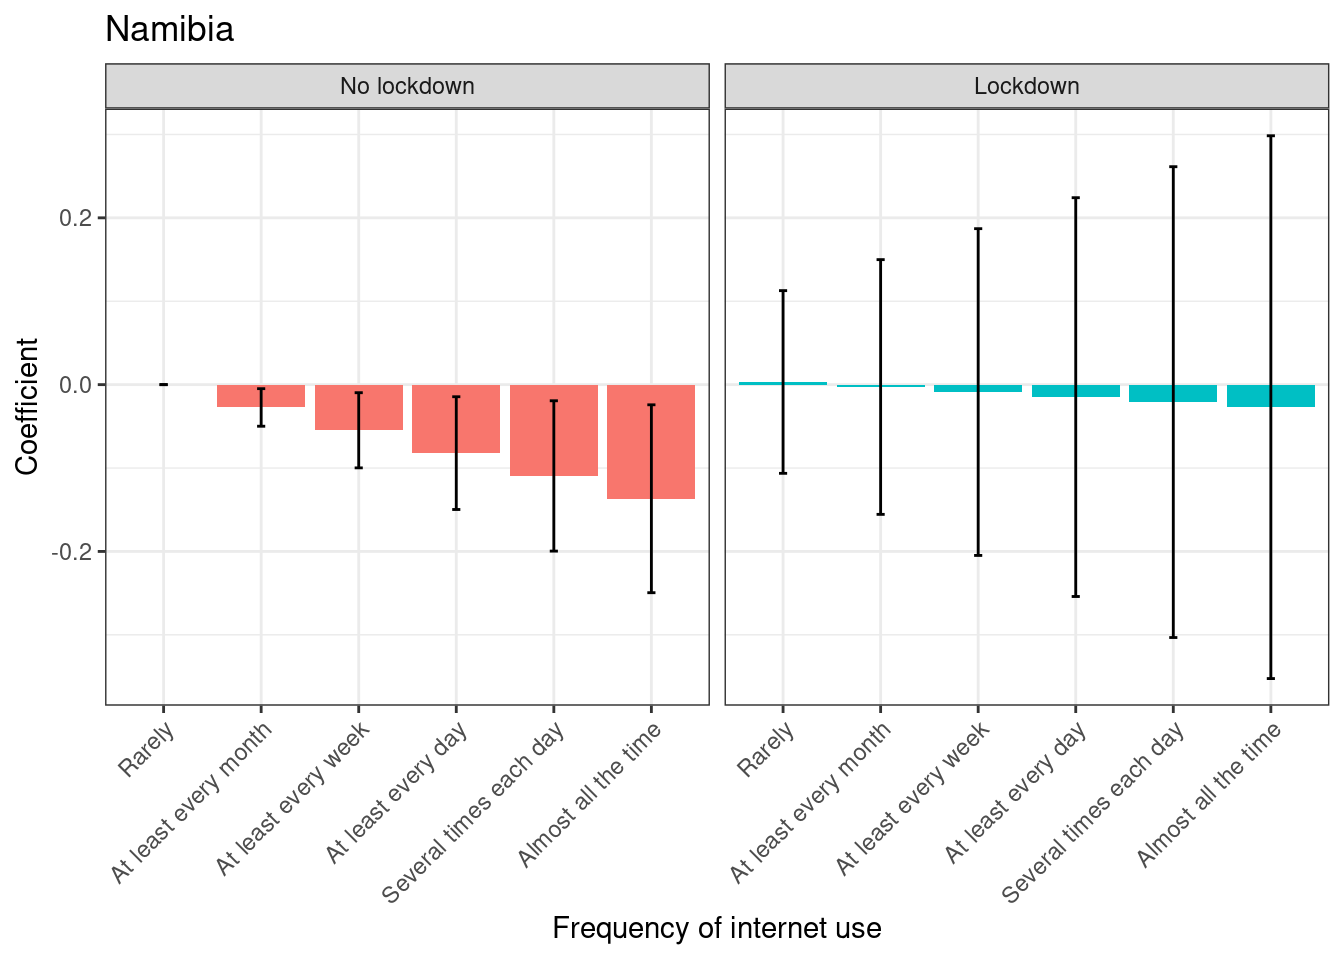 Namibia
No lockdown
Lockdown
Coefficient
0.2
0.0
-0.2
Rarely
At least every month
At least every week
At least every day
Several times each day
Almost all the time
Rarely
At least every month
At least every week
At least every day
Several times each day
Almost all the time
Frequency of internet use